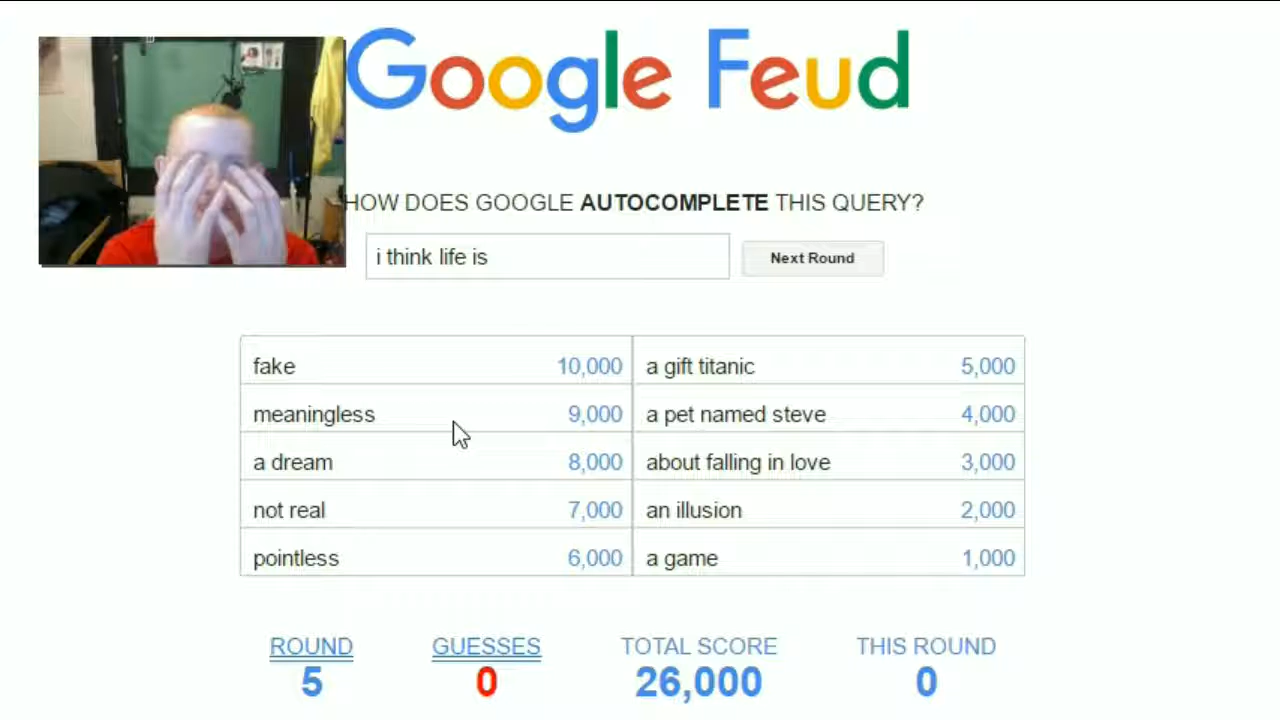 Google Feud
HOW DOES GOOGLE AUTOCOMPLETE THIS QUERY?
i think life is
Next Round
fake 10,000
a gift titanic 5,000
meaningless 9,000
a pet named steve 4,000
a dream 8,000
about falling in love 3,000
not real 7,000
an illusion 2,000
pointless 6,000
a game 1,000
ROUND GUESSES TOTAL SCORE THIS ROUND
5 0 26,000 0